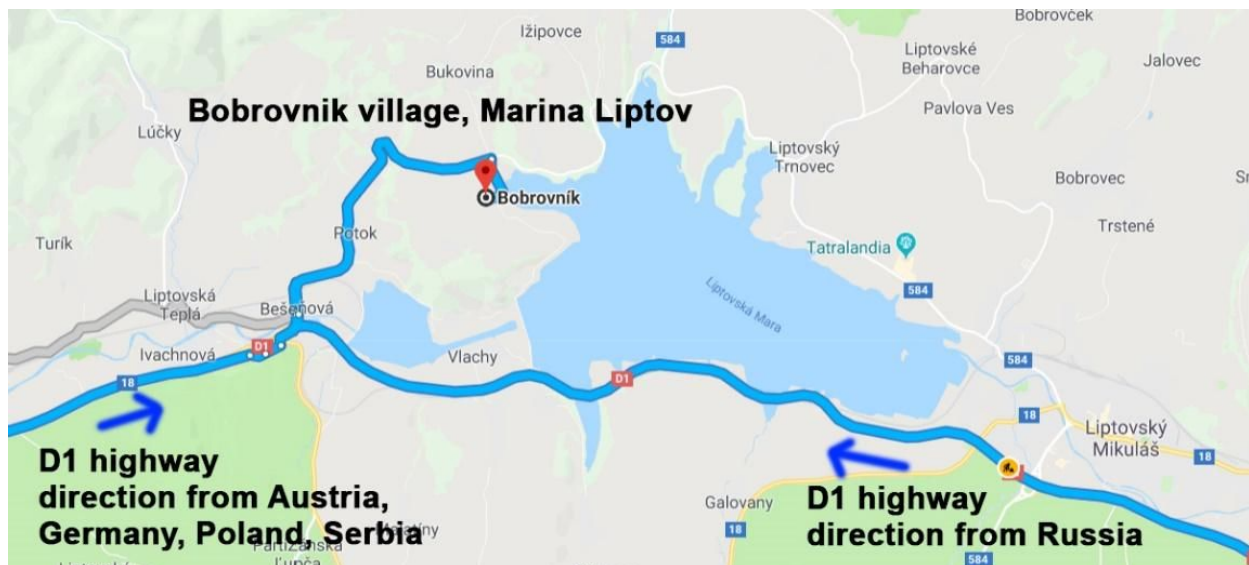 Bobrovček
Ižipovce
584
Liptovské
Beharovce
Jalovec
Bukovina
Bobrovnik village, Marina Liptov
Pavlova Ves
Lúčky
Liptovský
Trnovec
Bobrovec
Bobrovník
Trstené
Turík
Potok
Tatralandia
584
Liptovská Mara
Liptovská
Teplá
Bešeňová
D1
Ivachnová
Vlachy
584
D1
18
18
Liptovský
Mikuláš
18
D1 highway
direction from Austria,
Germany, Poland, Serbia
Galovany
18
D1 highway
direction from Russia
Partizánska
Ľupča
584